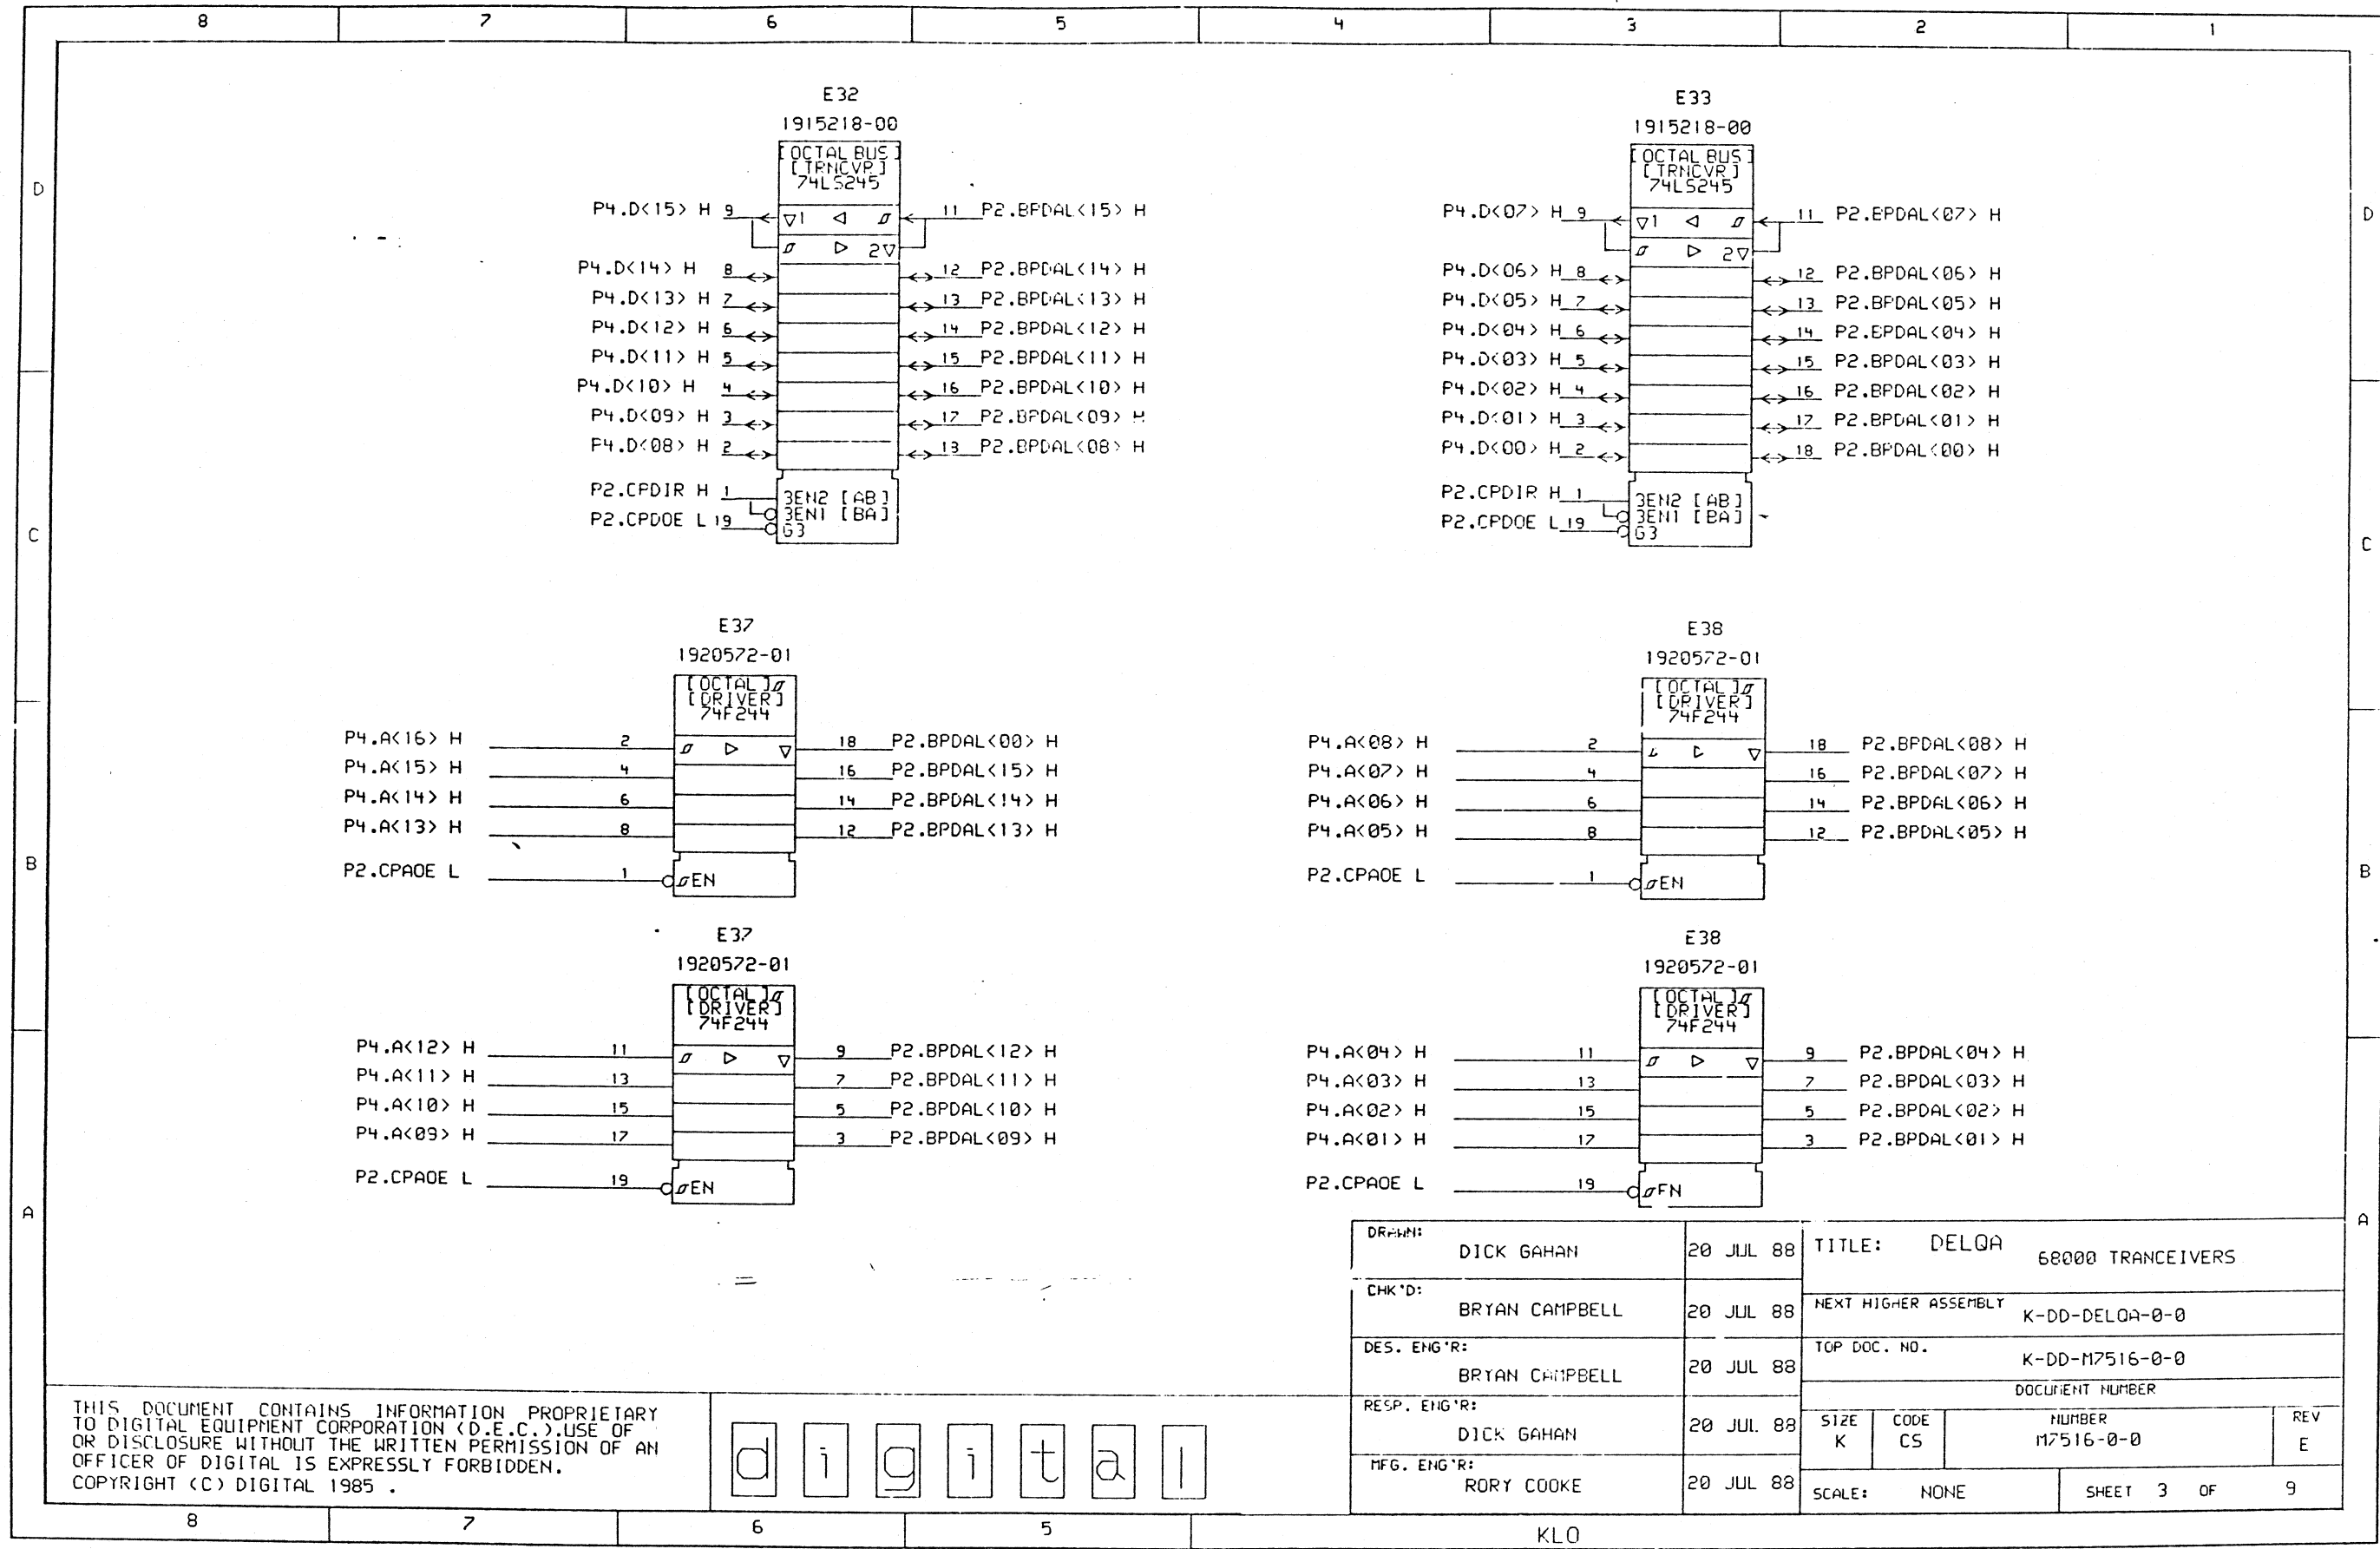 8 7 6 5 4 3 2 1
D
C
B
A
E32
1915218-00
[ OCTAL BUS ]
[ TRNCVR ]
74LS245
P4.D<15> H 9 ▽1 ◁ 11 P2.BPDAL<15> H
▷ 2▽
P4.D<14> H 8 12 P2.BPDAL<14> H
P4.D<13> H 7 13 P2.BPDAL<13> H
P4.D<12> H 6 14 P2.BPDAL<12> H
P4.D<11> H 5 15 P2.BPDAL<11> H
P4.D<10> H 4 16 P2.BPDAL<10> H
P4.D<09> H 3 17 P2.BPDAL<09> H
P4.D<08> H 2 18 P2.BPDAL<08> H
P2.CPDIR H 1 3EN2 [ AB ]
3EN1 [ BA ]
P2.CPDOE L 19 G3
E33
1915218-00
[ OCTAL BUS ]
[ TRNCVR ]
74LS245
P4.D<07> H 9 ▽1 ◁ 11 P2.BPDAL<07> H
▷ 2▽
P4.D<06> H 8 12 P2.BPDAL<06> H
P4.D<05> H 7 13 P2.BPDAL<05> H
P4.D<04> H 6 14 P2.BPDAL<04> H
P4.D<03> H 5 15 P2.BPDAL<03> H
P4.D<02> H 4 16 P2.BPDAL<02> H
P4.D<01> H 3 17 P2.BPDAL<01> H
P4.D<00> H 2 18 P2.BPDAL<00> H
P2.CPDIR H 1 3EN2 [ AB ]
3EN1 [ BA ]
P2.CPDOE L 19 G3
E37
1920572-01
[ OCTAL ]
[ DRIVER ]
74F244
P4.A<16> H 2 18 P2.BPDAL<00> H
P4.A<15> H 4 16 P2.BPDAL<15> H
P4.A<14> H 6 14 P2.BPDAL<14> H
P4.A<13> H 8 12 P2.BPDAL<13> H
P2.CPAOE L 1 EN
E38
1920572-01
[ OCTAL ]
[ DRIVER ]
74F244
P4.A<08> H 2 18 P2.BPDAL<08> H
P4.A<07> H 4 16 P2.BPDAL<07> H
P4.A<06> H 6 14 P2.BPDAL<06> H
P4.A<05> H 8 12 P2.BPDAL<05> H
P2.CPAOE L 1 EN
E37
1920572-01
[ OCTAL ]
[ DRIVER ]
74F244
P4.A<12> H 11 9 P2.BPDAL<12> H
P4.A<11> H 13 7 P2.BPDAL<11> H
P4.A<10> H 15 5 P2.BPDAL<10> H
P4.A<09> H 17 3 P2.BPDAL<09> H
P2.CPAOE L 19 EN
E38
1920572-01
[ OCTAL ]
[ DRIVER ]
74F244
P4.A<04> H 11 9 P2.BPDAL<04> H
P4.A<03> H 13 7 P2.BPDAL<03> H
P4.A<02> H 15 5 P2.BPDAL<02> H
P4.A<01> H 17 3 P2.BPDAL<01> H
P2.CPAOE L 19 EN
D
C
B
A
DRAWN: DICK GAHAN 20 JUL 88
CHK'D: BRYAN CAMPBELL 20 JUL 88
DES. ENG'R: BRYAN CAMPBELL 20 JUL 88
RESP. ENG'R: DICK GAHAN 20 JUL 88
MFG. ENG'R: RORY COOKE 20 JUL 88
TITLE: DELQA 68000 TRANCEIVERS
NEXT HIGHER ASSEMBLY K-DD-DELQA-0-0
TOP DOC. NO. K-DD-M7516-0-0
DOCUMENT NUMBER
SIZE CODE NUMBER REV
K CS M7516-0-0 E
SCALE: NONE SHEET 3 OF 9
THIS DOCUMENT CONTAINS INFORMATION PROPRIETARY
TO DIGITAL EQUIPMENT CORPORATION (D.E.C.).USE OF
OR DISCLOSURE WITHOUT THE WRITTEN PERMISSION OF AN
OFFICER OF DIGITAL IS EXPRESSLY FORBIDDEN.
COPYRIGHT (C) DIGITAL 1985 .
digital
8 7 6 5
KLO